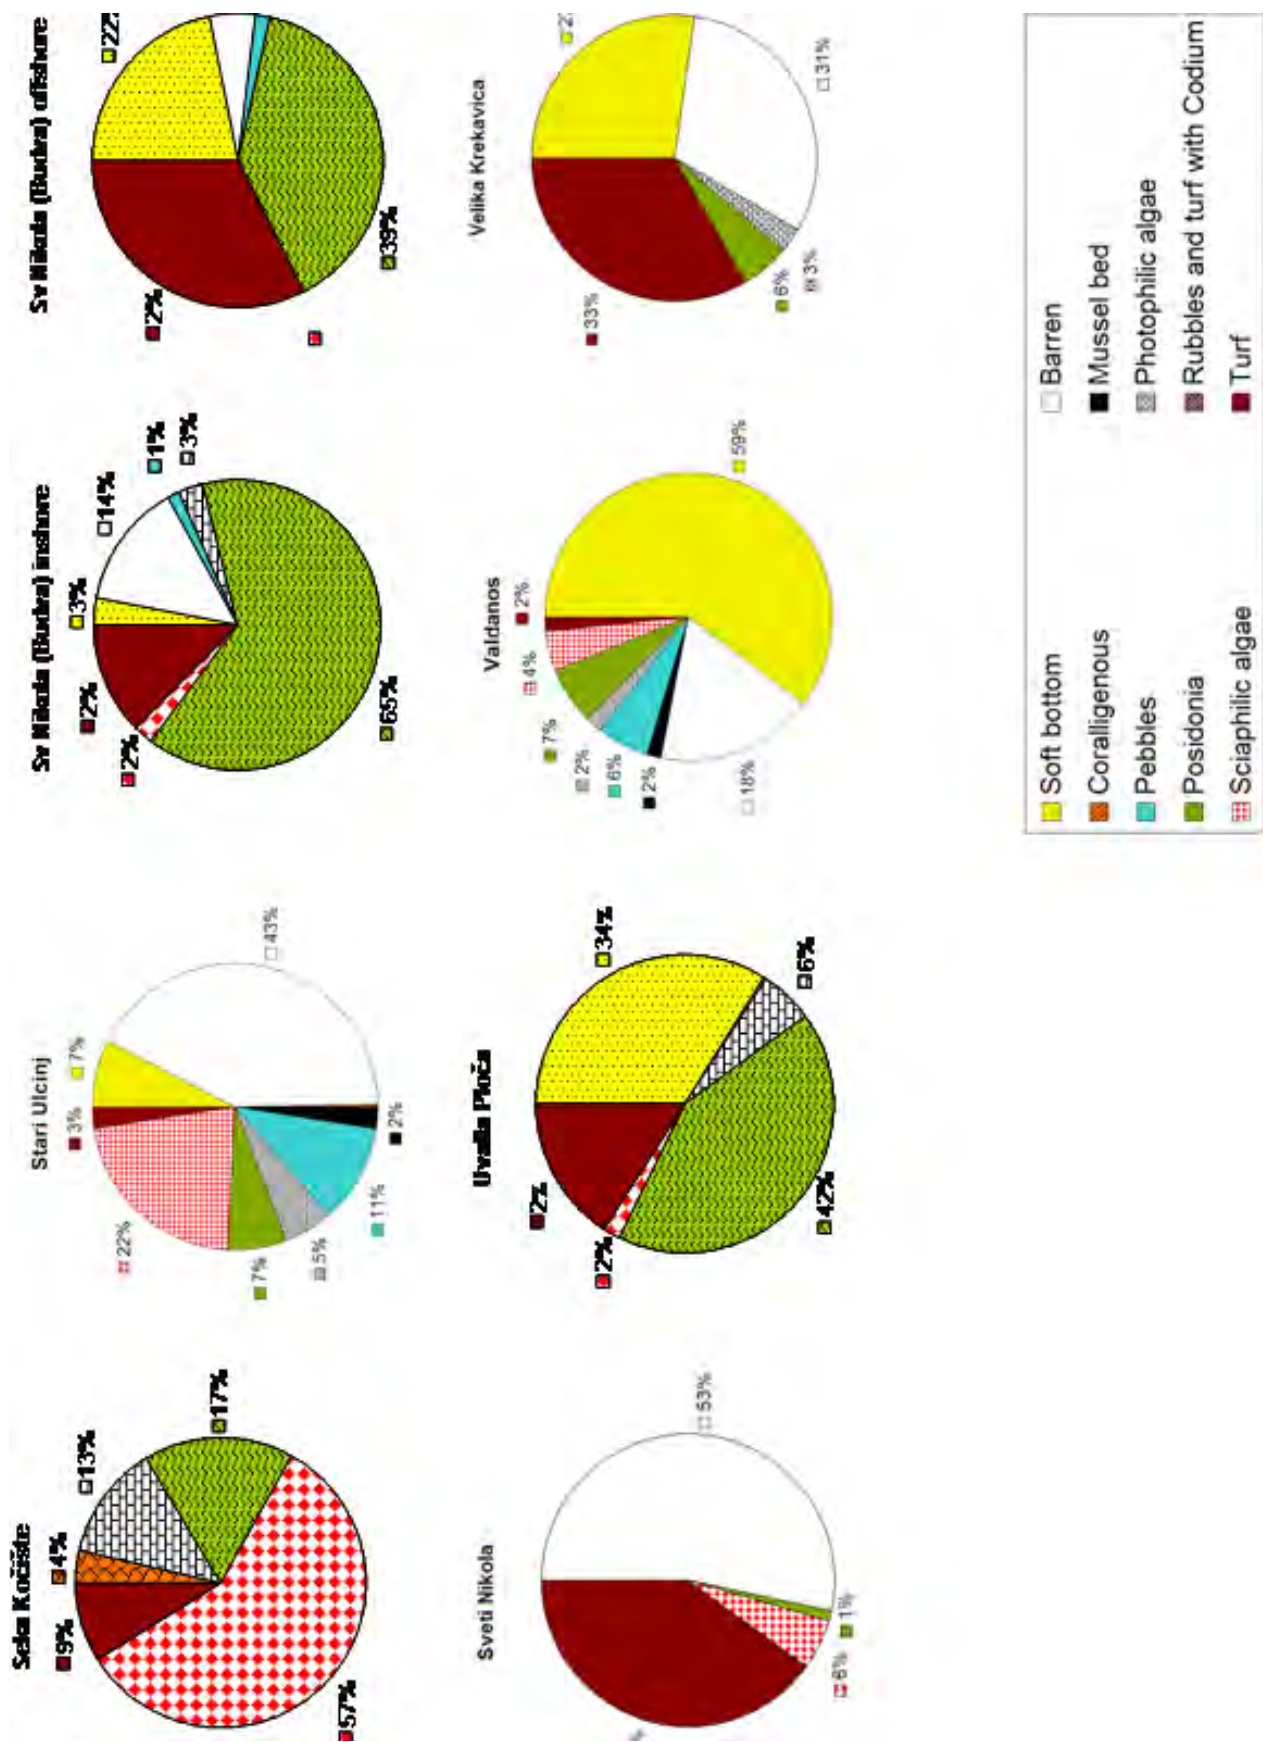 Seka Kočište
4%
13%
9%
17%
57%
Stari Ulcinj
3%
7%
43%
22%
7%
5%
11%
2%
Sv Nikola (Budva) inshore
3%
14%
1%
3%
2%
2%
65%
Sv Nikola (Budva) offshore
22%
2%
39%
Sveti Nikola
53%
6%
1%
%
Uvala Ploča
34%
6%
2%
2%
42%
Valdanos
2%
4%
59%
7%
2%
6%
2%
18%
Velika Krekavica
31%
33%
6%
3%
Soft bottom
Barren
Coralligenous
Mussel bed
Pebbles
Photophilic algae
Posidonia
Rubbles and turf with Codium
Sciaphilic algae
Turf